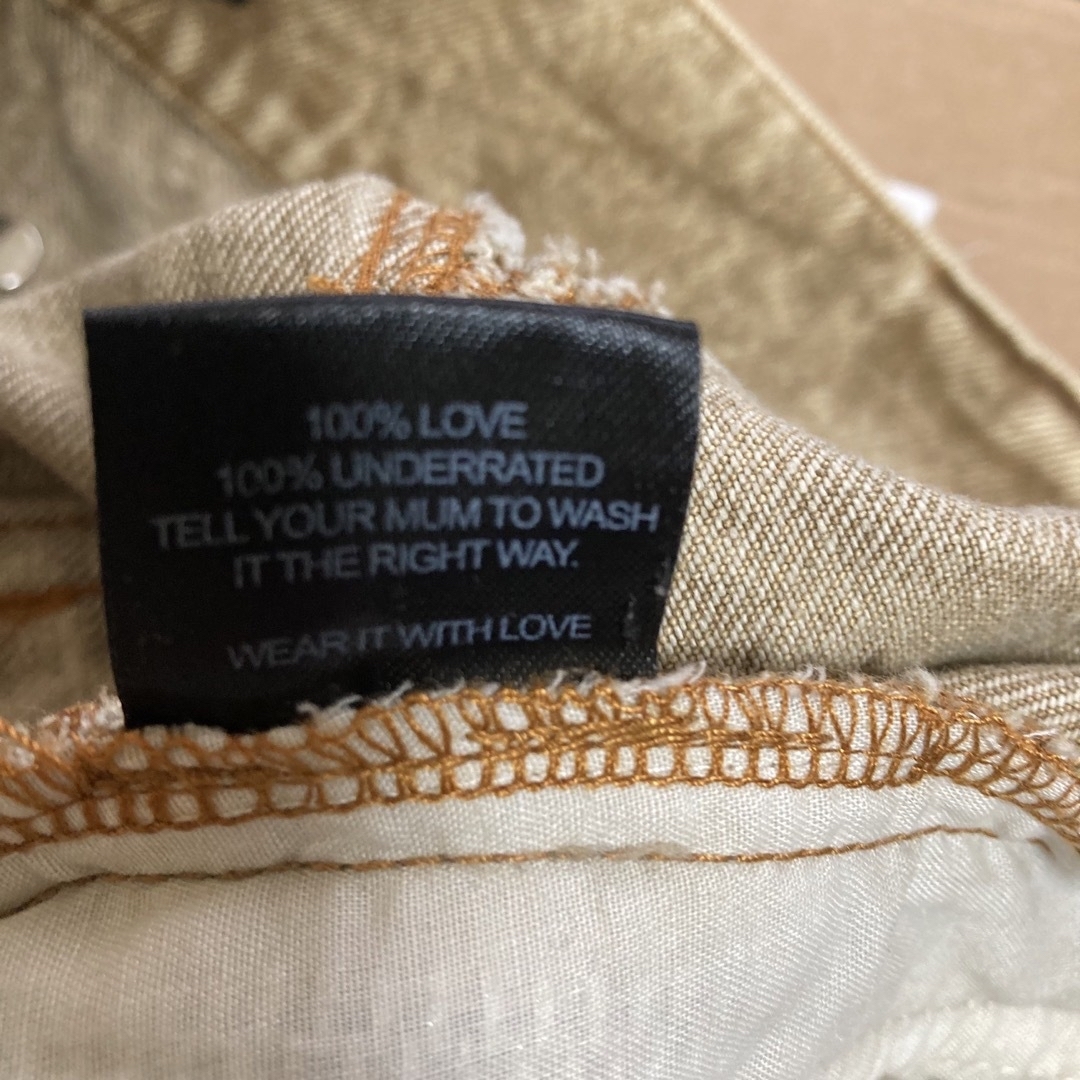 100% LOVE
100% UNDERRATED
TELL YOUR MUM TO WASH
IT THE RIGHT WAY.
WEAR IT WITH LOVE